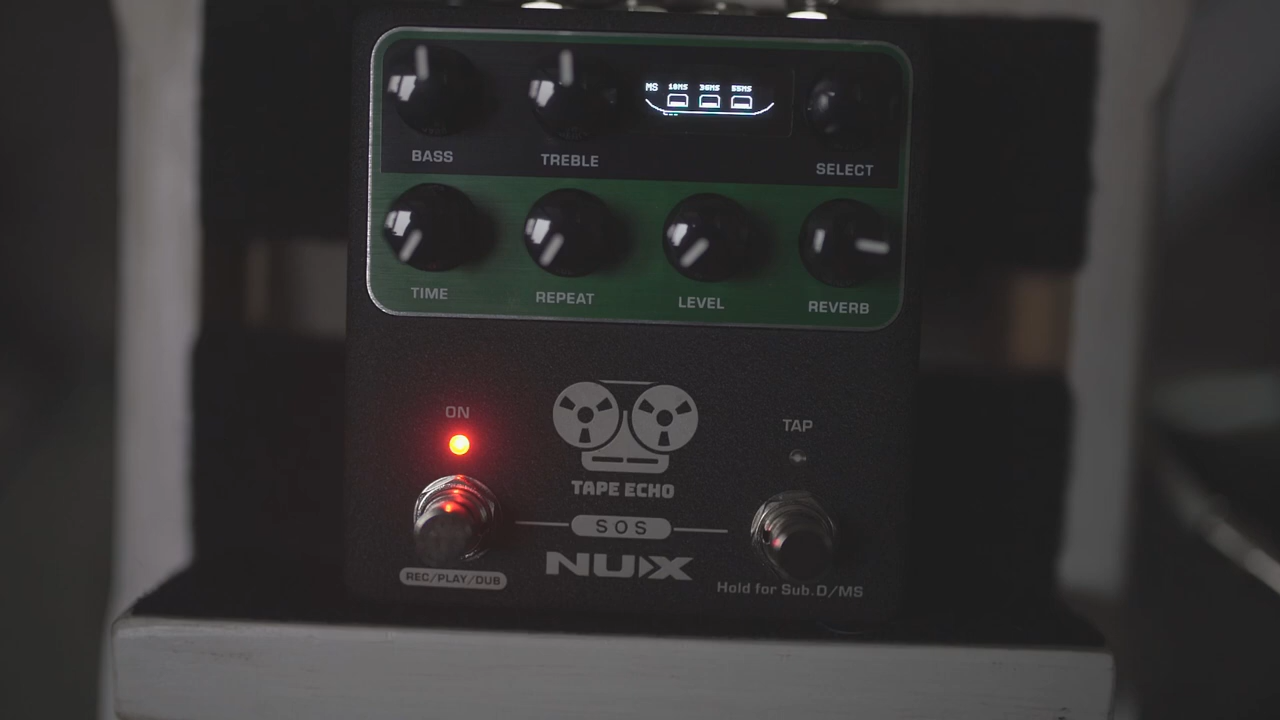 MS 18MS 36MS 55MS
BASS TREBLE SELECT
TIME REPEAT LEVEL REVERB
ON
TAP
TAPE ECHO
SOS
NUX
REC/PLAY/DUB
Hold for Sub.D/MS